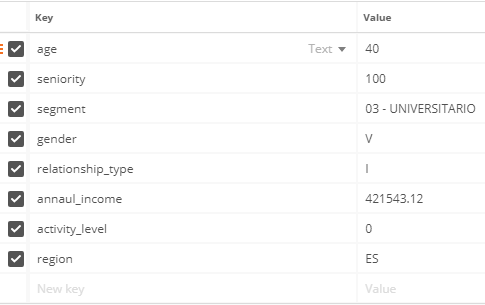 Key Value
age Text 40
seniority 100
segment 03 - UNIVERSITARIO
gender V
relationship_type I
annaul_income 421543.12
activity_level 0
region ES
New key Value